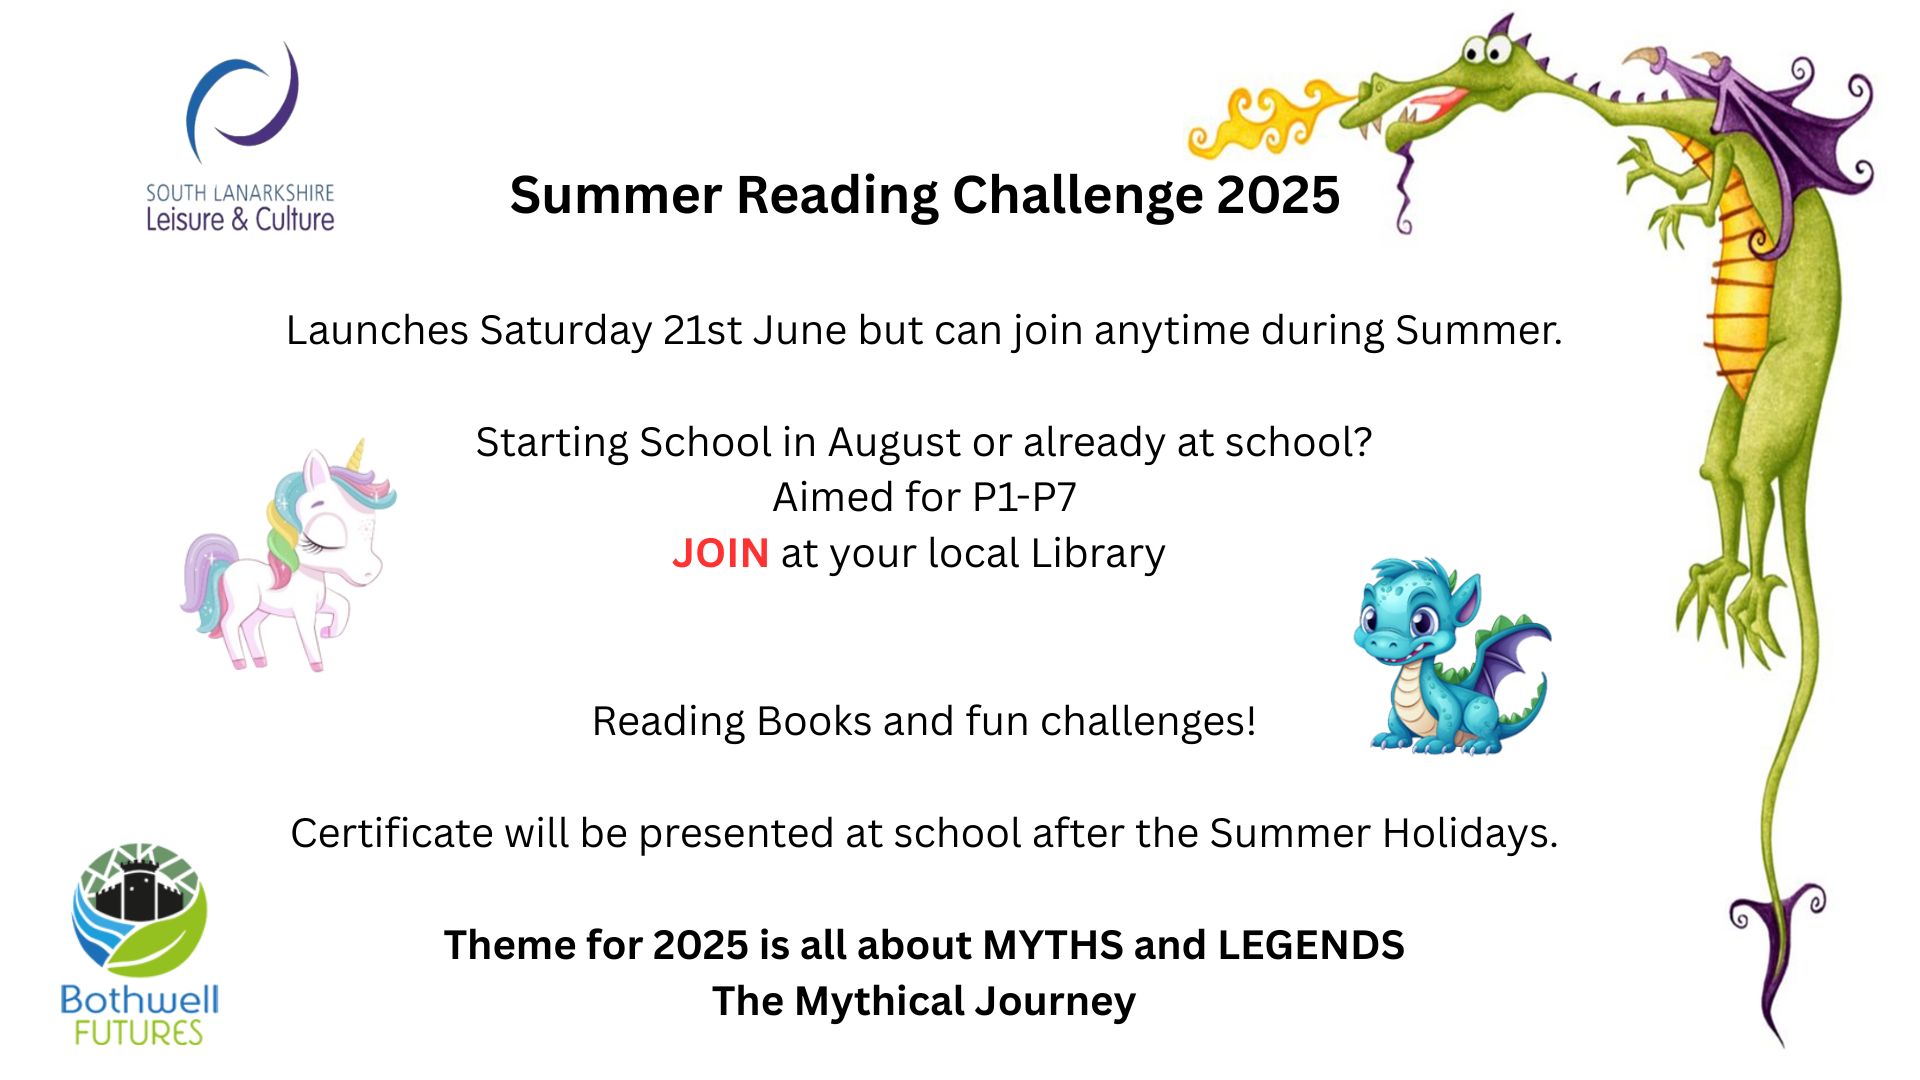 SOUTH LANARKSHIRE
Leisure & Culture
Summer Reading Challenge 2025
Launches Saturday 21st June but can join anytime during Summer.
Starting School in August or already at school?
Aimed for P1-P7
JOIN at your local Library
Reading Books and fun challenges!
Certificate will be presented at school after the Summer Holidays.
Theme for 2025 is all about MYTHS and LEGENDS
The Mythical Journey
Bothwell
FUTURES